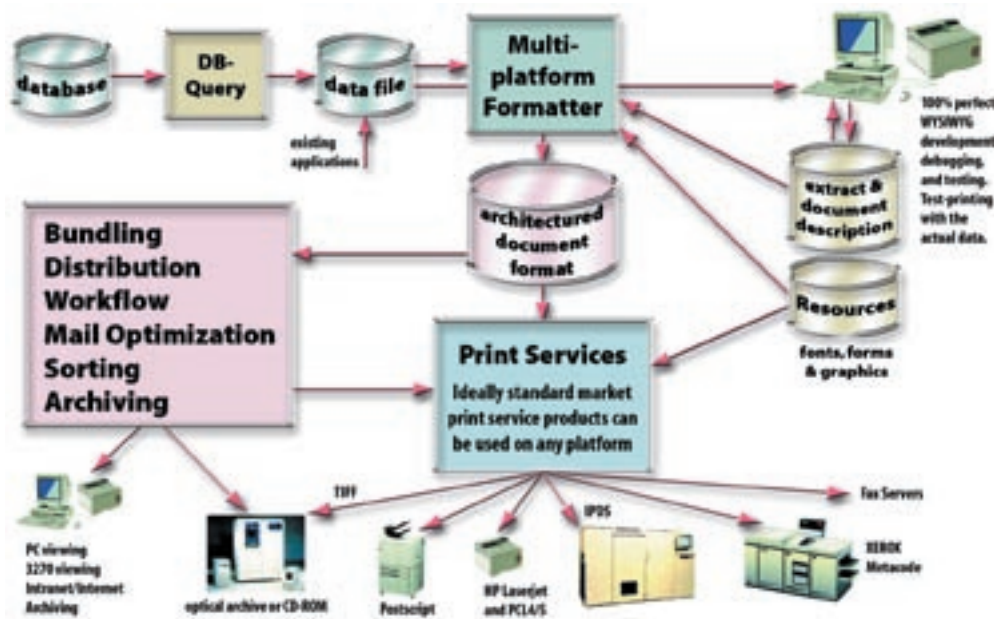 database
DB-
Query
data file
existing
applications
Multi-
platform
Formatter
100% perfect
WYSIWYG
development
debugging,
and testing.
Test-printing
with the
actual data.
extract &
document
description
Resources
fonts, forms
& graphics
architectured
document
format
Bundling
Distribution
Workflow
Mail Optimization
Sorting
Archiving
Print Services
Ideally standard market
print service products can
be used on any platform
PC viewing
3270 viewing
Intranet/Internet
Archiving
TIFF
optical archive or CD-ROM
Postscript
HP Laserjet
and PCL4/5
IPDS
Fax Servers
XEROX
Metacode